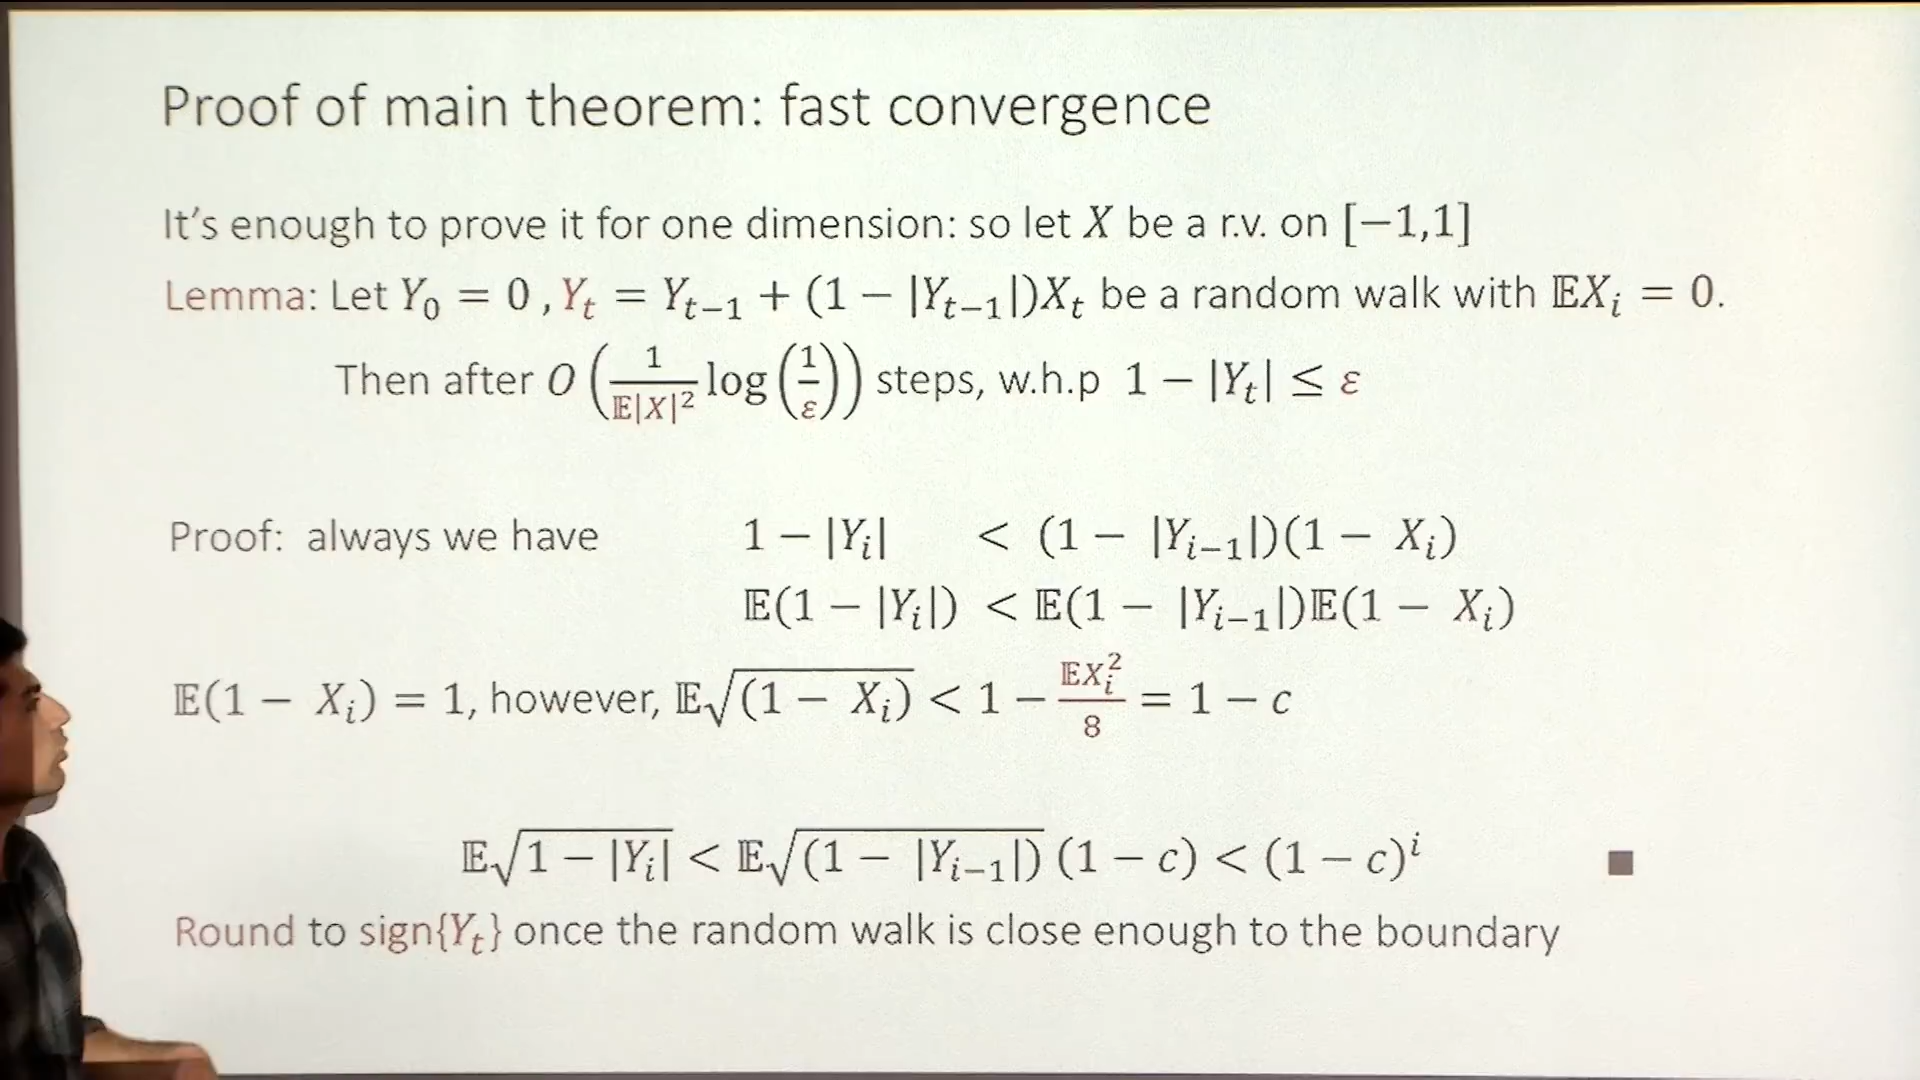 Proof of main theorem: fast convergence
It's enough to prove it for one dimension: so let X be a r.v. on [−1,1]
Lemma: Let Y₀ = 0 , Yₜ = Yₜ₋₁ + (1 − |Yₜ₋₁|)Xₜ be a random walk with 𝔼Xᵢ = 0.
Then after O (1/𝔼|X|² log(1/ε)) steps, w.h.p 1 − |Yₜ| ≤ ε
Proof: always we have 1 − |Yᵢ| < (1 − |Yᵢ₋₁|)(1 − Xᵢ)
𝔼(1 − |Yᵢ|) < 𝔼(1 − |Yᵢ₋₁|)𝔼(1 − Xᵢ)
𝔼(1 − Xᵢ) = 1, however, 𝔼√(1 − Xᵢ) < 1 − 𝔼Xᵢ²/8 = 1 − c
𝔼√1 − |Yᵢ| < 𝔼√(1 − |Yᵢ₋₁|) (1 − c) < (1 − c)ⁱ ■
Round to sign{Yₜ} once the random walk is close enough to the boundary